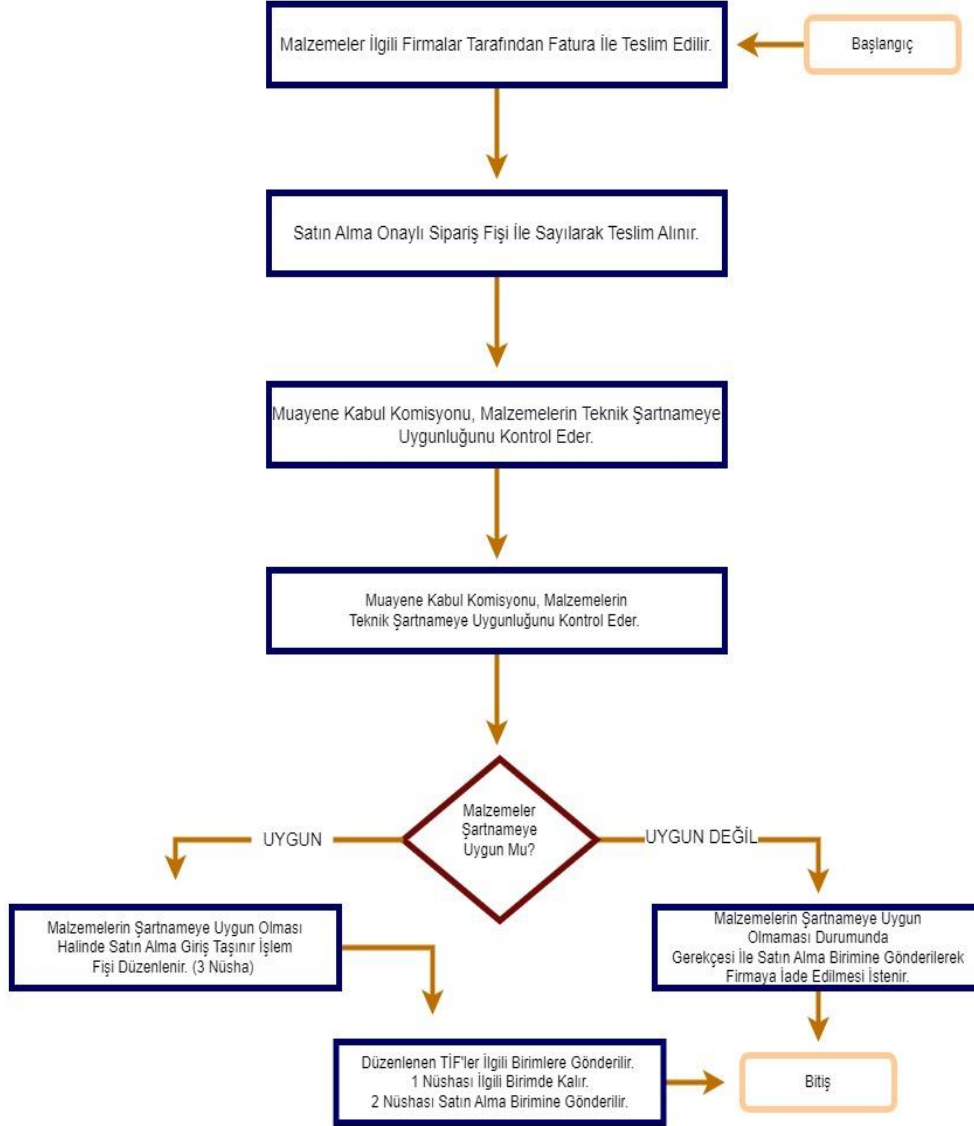 Başlangıç
Malzemeler İlgili Firmalar Tarafından Fatura İle Teslim Edilir.
Satın Alma Onaylı Sipariş Fişi İle Sayılarak Teslim Alınır.
Muayene Kabul Komisyonu, Malzemelerin Teknik Şartnameye
Uygunluğunu Kontrol Eder.
Muayene Kabul Komisyonu, Malzemelerin
Teknik Şartnameye Uygunluğunu Kontrol Eder.
Malzemeler
Şartnameye
Uygun Mu?
UYGUN
UYGUN DEĞİL
Malzemelerin Şartnameye Uygun Olması
Halinde Satın Alma Giriş Taşınır İşlem
Fişi Düzenlenir. (3 Nüsha)
Malzemelerin Şartnameye Uygun
Olmaması Durumunda
Gerekçesi İle Satın Alma Birimine Gönderilerek
Firmaya İade Edilmesi İstenir.
Düzenlenen TİF'ler İlgili Birimlere Gönderilir.
1 Nüshası İlgili Birimde Kalır.
2 Nüshası Satın Alma Birimine Gönderilir.
Bitiş